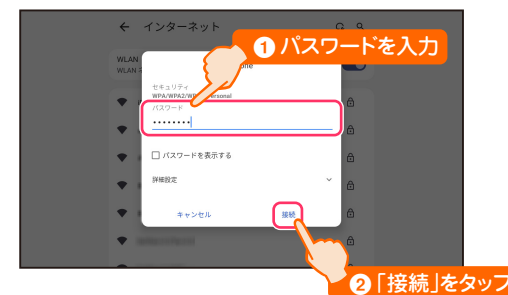 インターネット
❶ パスワードを入力
WLAN
WLAN
セキュリティ
WPA/WPA2/WP
ersonal
パスワード
••••••••
パスワードを表示する
詳細設定
キャンセル
接続
❷「接続」をタップ